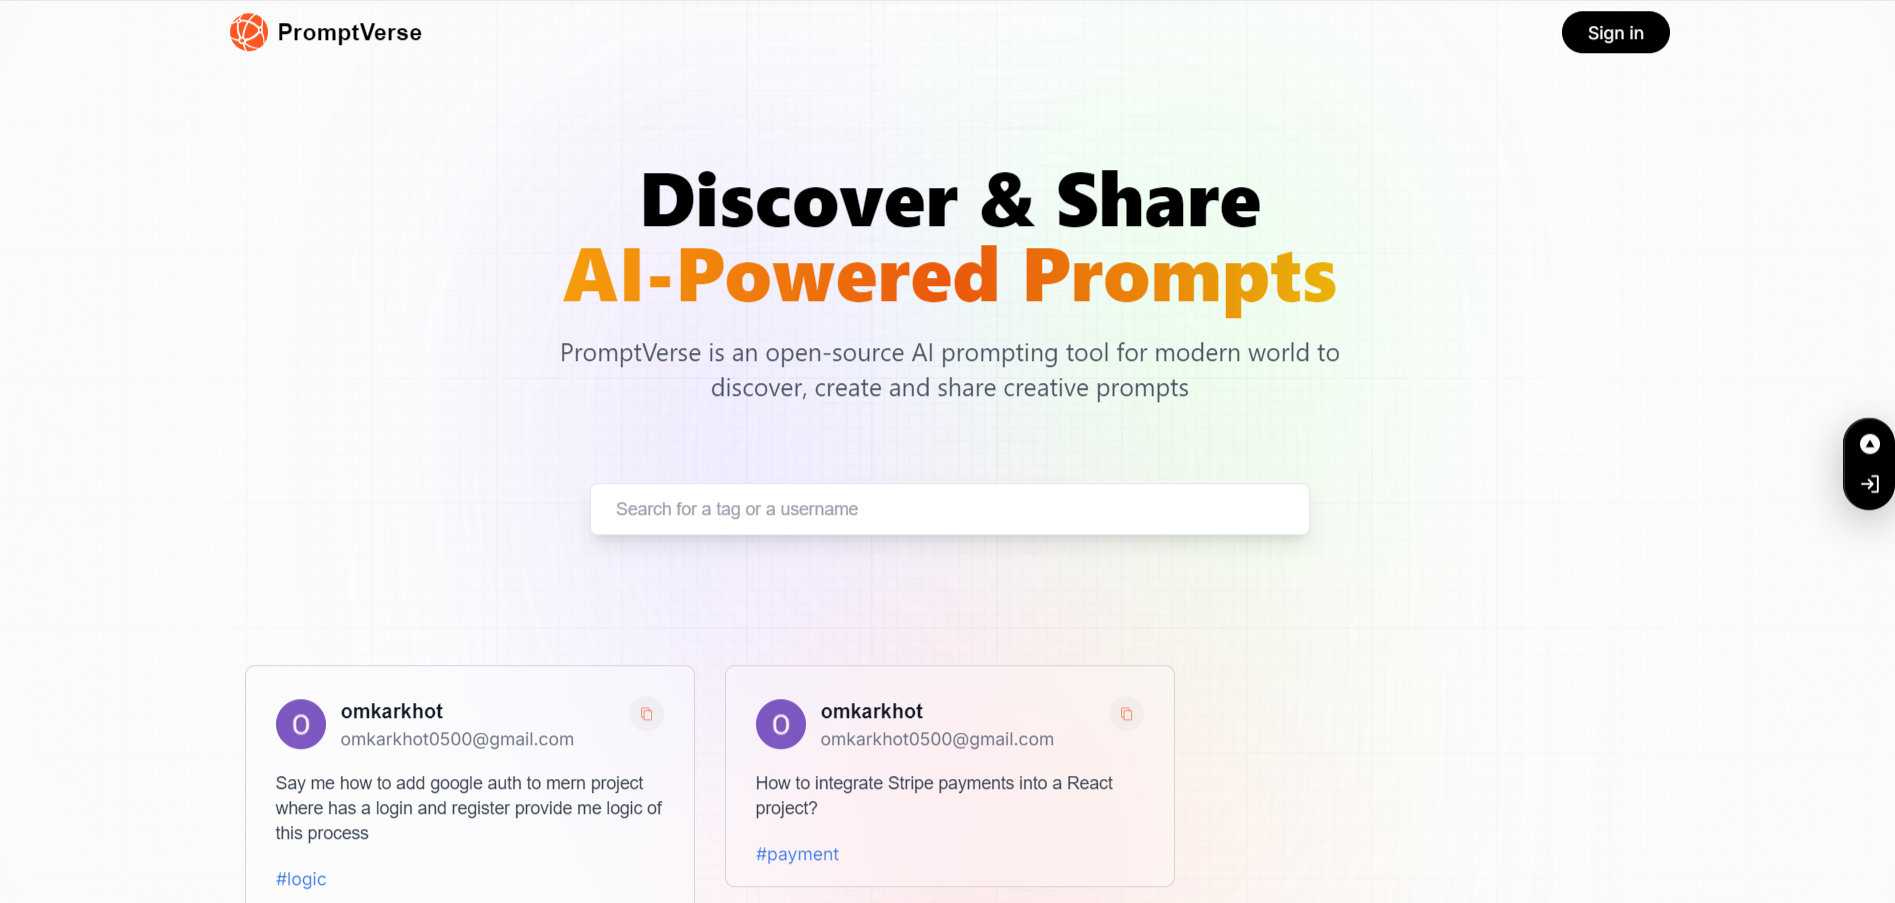 PromptVerse
Sign in
Discover & Share
AI-Powered Prompts
PromptVerse is an open-source AI prompting tool for modern world to
discover, create and share creative prompts
Search for a tag or a username
O
omkarkhot
omkarkhot0500@gmail.com
Say me how to add google auth to mern project
where has a login and register provide me logic of
this process
#logic
O
omkarkhot
omkarkhot0500@gmail.com
How to integrate Stripe payments into a React
project?
#payment